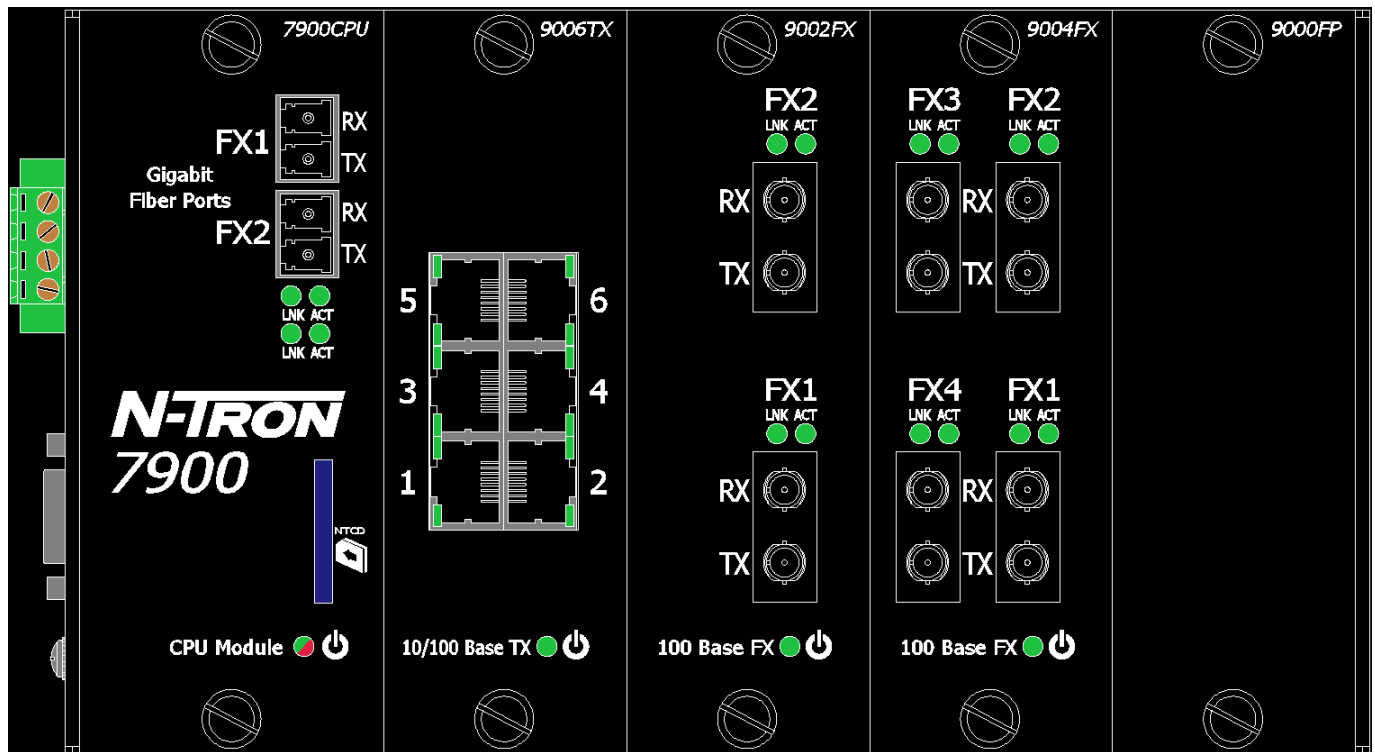 7900CPU
FX1
RX
TX
Gigabit
Fiber Ports
FX2
RX
TX
LNK ACT
LNK ACT
N-TRON
7900
NTCD
CPU Module
9006TX
5
6
3
4
1
2
10/100 Base TX
9002FX
FX2
LNK ACT
RX
TX
FX1
LNK ACT
RX
TX
100 Base FX
9004FX
FX3
FX2
LNK ACT
LNK ACT
RX
TX
FX4
FX1
LNK ACT
LNK ACT
RX
TX
100 Base FX
9000FP